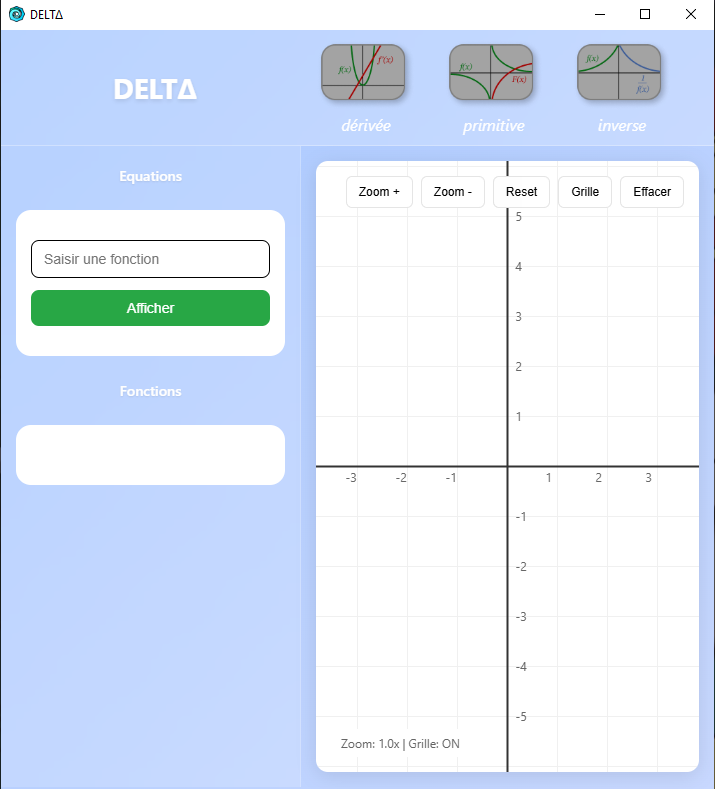 DELTΔ
DELTΔ
f(x) f'(x)
f(x) F(x)
f(x) 1 f(x)
dérivée primitive inverse
Equations
Saisir une fonction
Afficher
Fonctions
Zoom + Zoom - Reset Grille Effacer
5
4
3
2
1
-3 -2 -1 1 2 3
-1
-2
-3
-4
-5
Zoom: 1.0x | Grille: ON